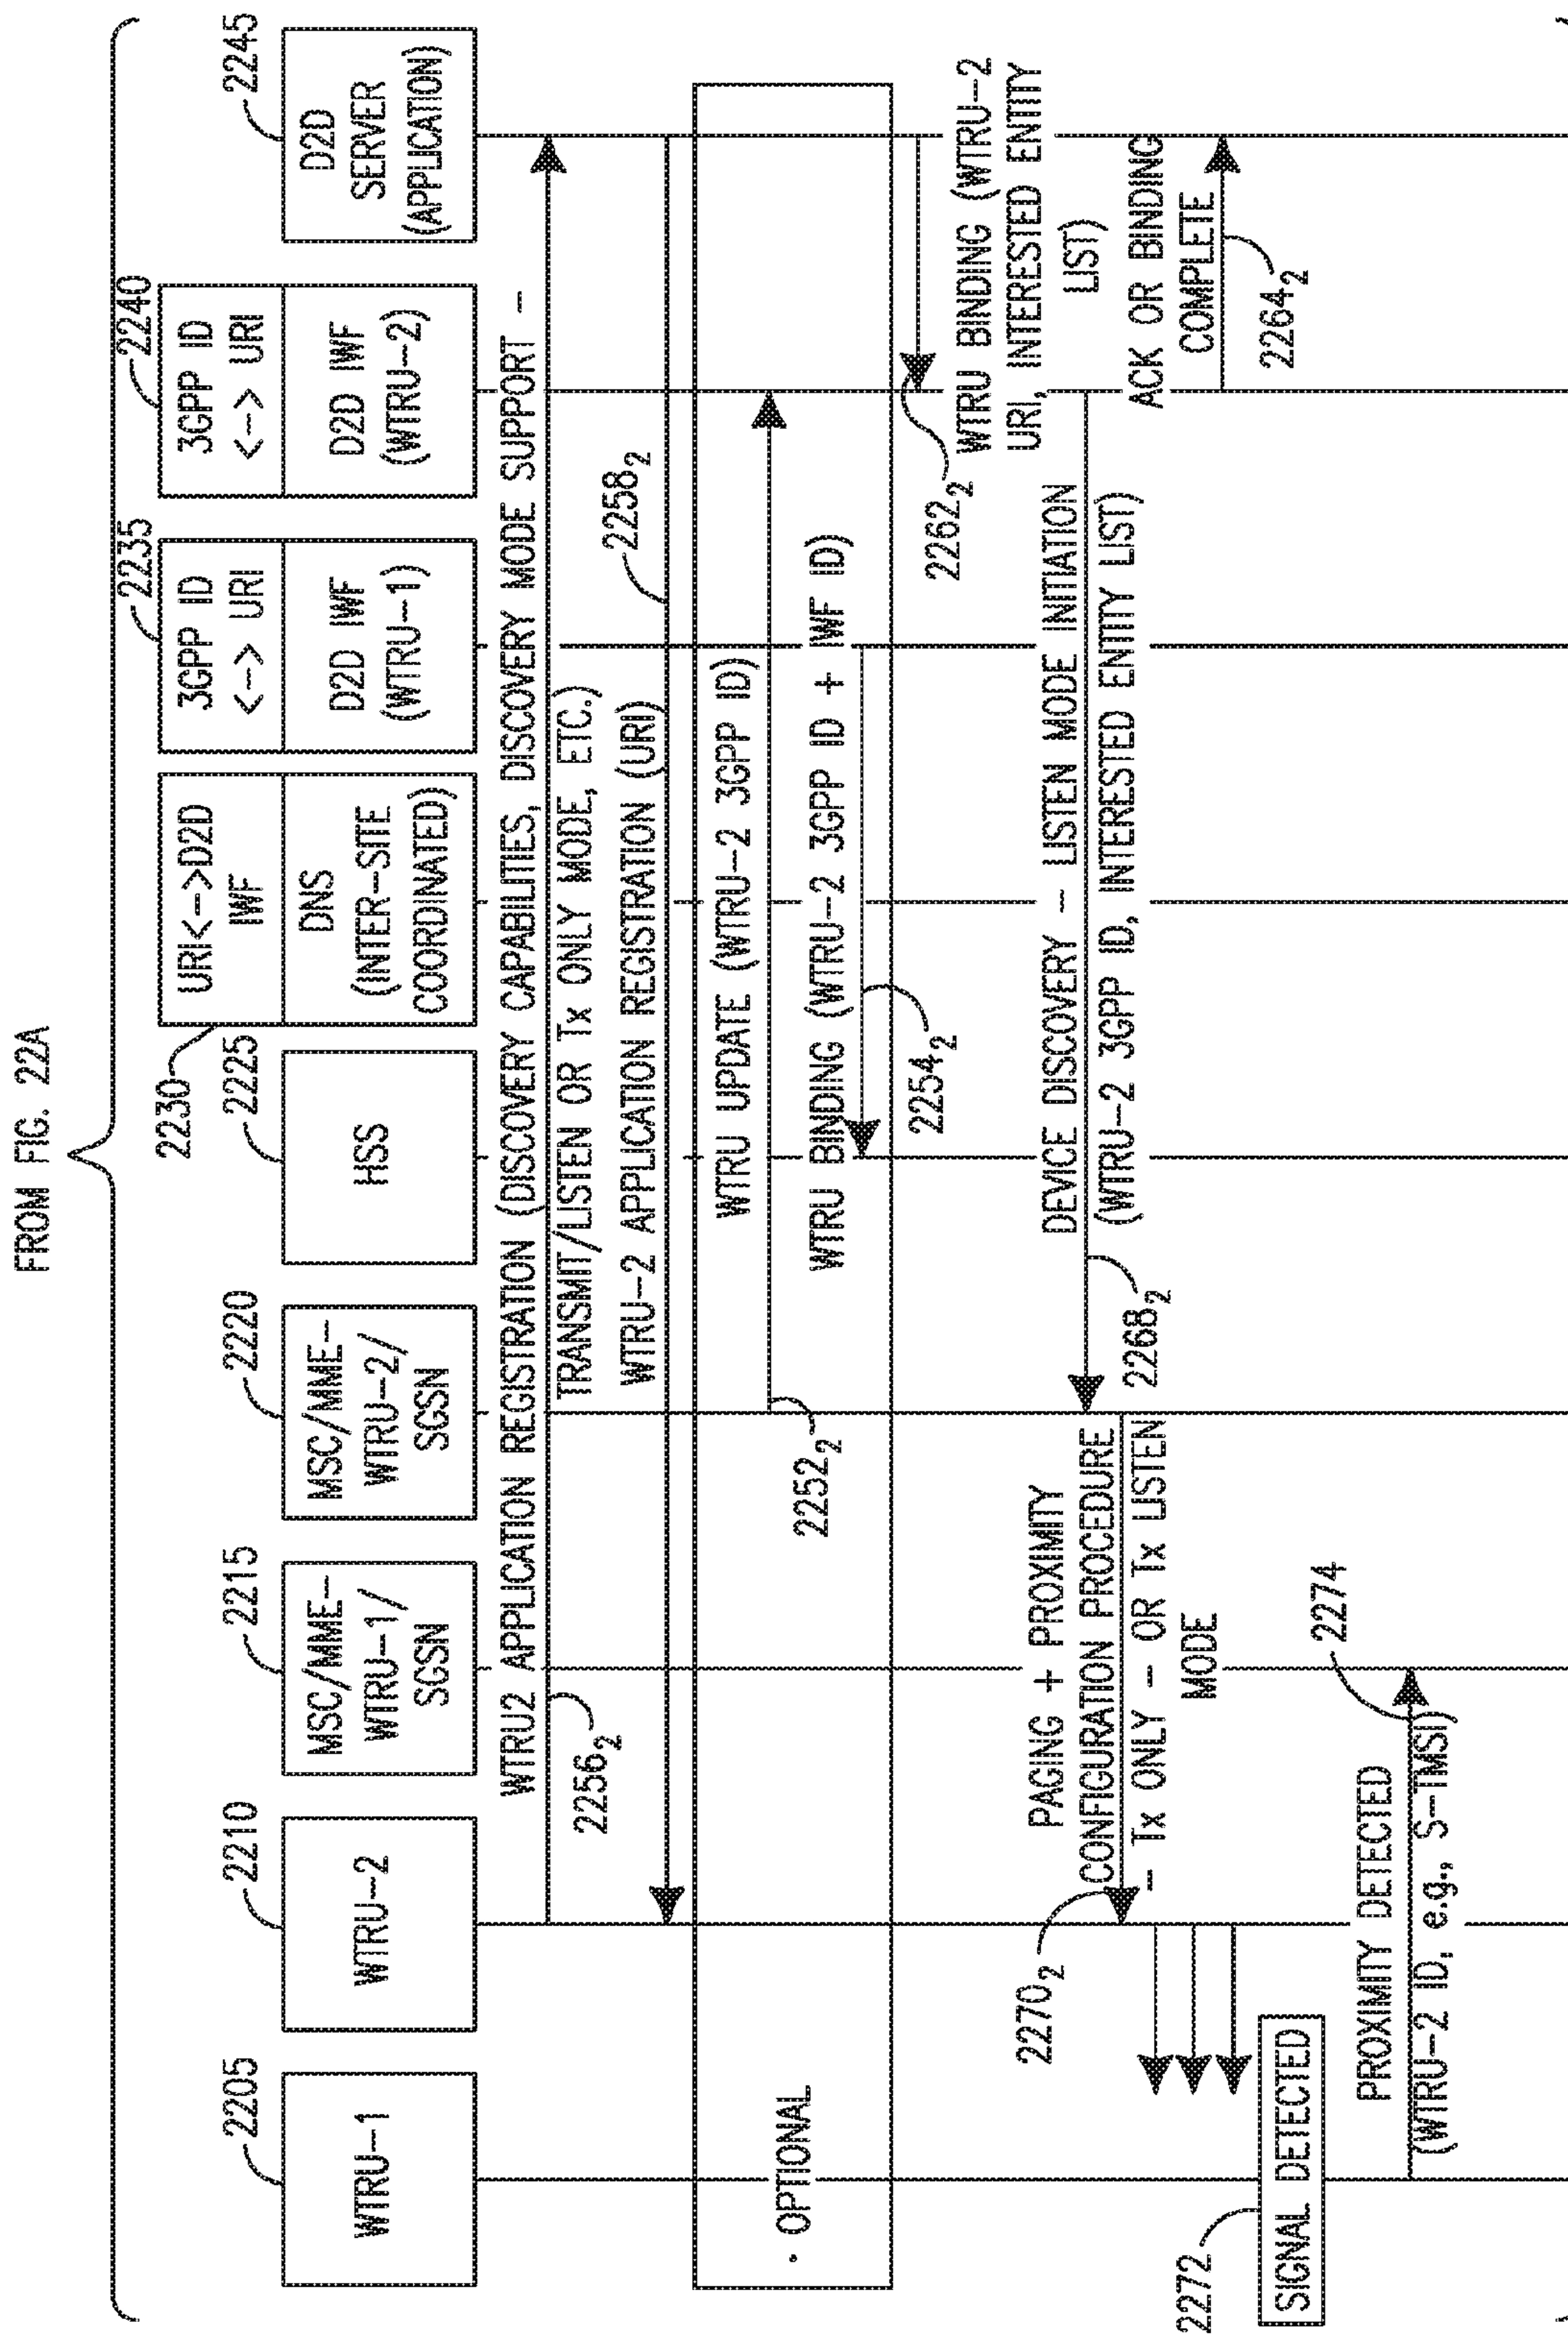 FROM FIG. 22A
2205
WTRU-1
2210
WTRU-2
2215
MSC/MME-
WTRU-1/
SGSN
2220
MSC/MME-
WTRU-2/
SGSN
2225
HSS
2230
URI<->D2D
IWF
DNS
(INTER-SITE
COORDINATED)
2235
3GPP ID
<-> URI
D2D IWF
(WTRU-1)
2240
3GPP ID
<-> URI
D2D IWF
(WTRU-2)
2245
D2D
SERVER
(APPLICATION)
WTRU2 APPLICATION REGISTRATION (DISCOVERY CAPABILITIES, DISCOVERY MODE SUPPORT -
TRANSMIT/LISTEN OR Tx ONLY MODE, ETC.)
2256₂
WTRU-2 APPLICATION REGISTRATION (URI)
2258₂
• OPTIONAL
WTRU UPDATE (WTRU-2 3GPP ID)
2252₂
WTRU BINDING (WTRU-2 3GPP ID + IWF ID)
2254₂
2262₂
WTRU BINDING (WTRU-2
URI, INTERESTED ENTITY
LIST)
DEVICE DISCOVERY - LISTEN MODE INITIATION
(WTRU-2 3GPP ID, INTERESTED ENTITY LIST)
2268₂
ACK OR BINDING
COMPLETE
2264₂
PAGING + PROXIMITY
CONFIGURATION PROCEDURE
- Tx ONLY - OR Tx LISTEN
MODE
2270₂
2272
SIGNAL DETECTED
PROXIMITY DETECTED
(WTRU-2 ID, e.g., S-TMSI)
2274